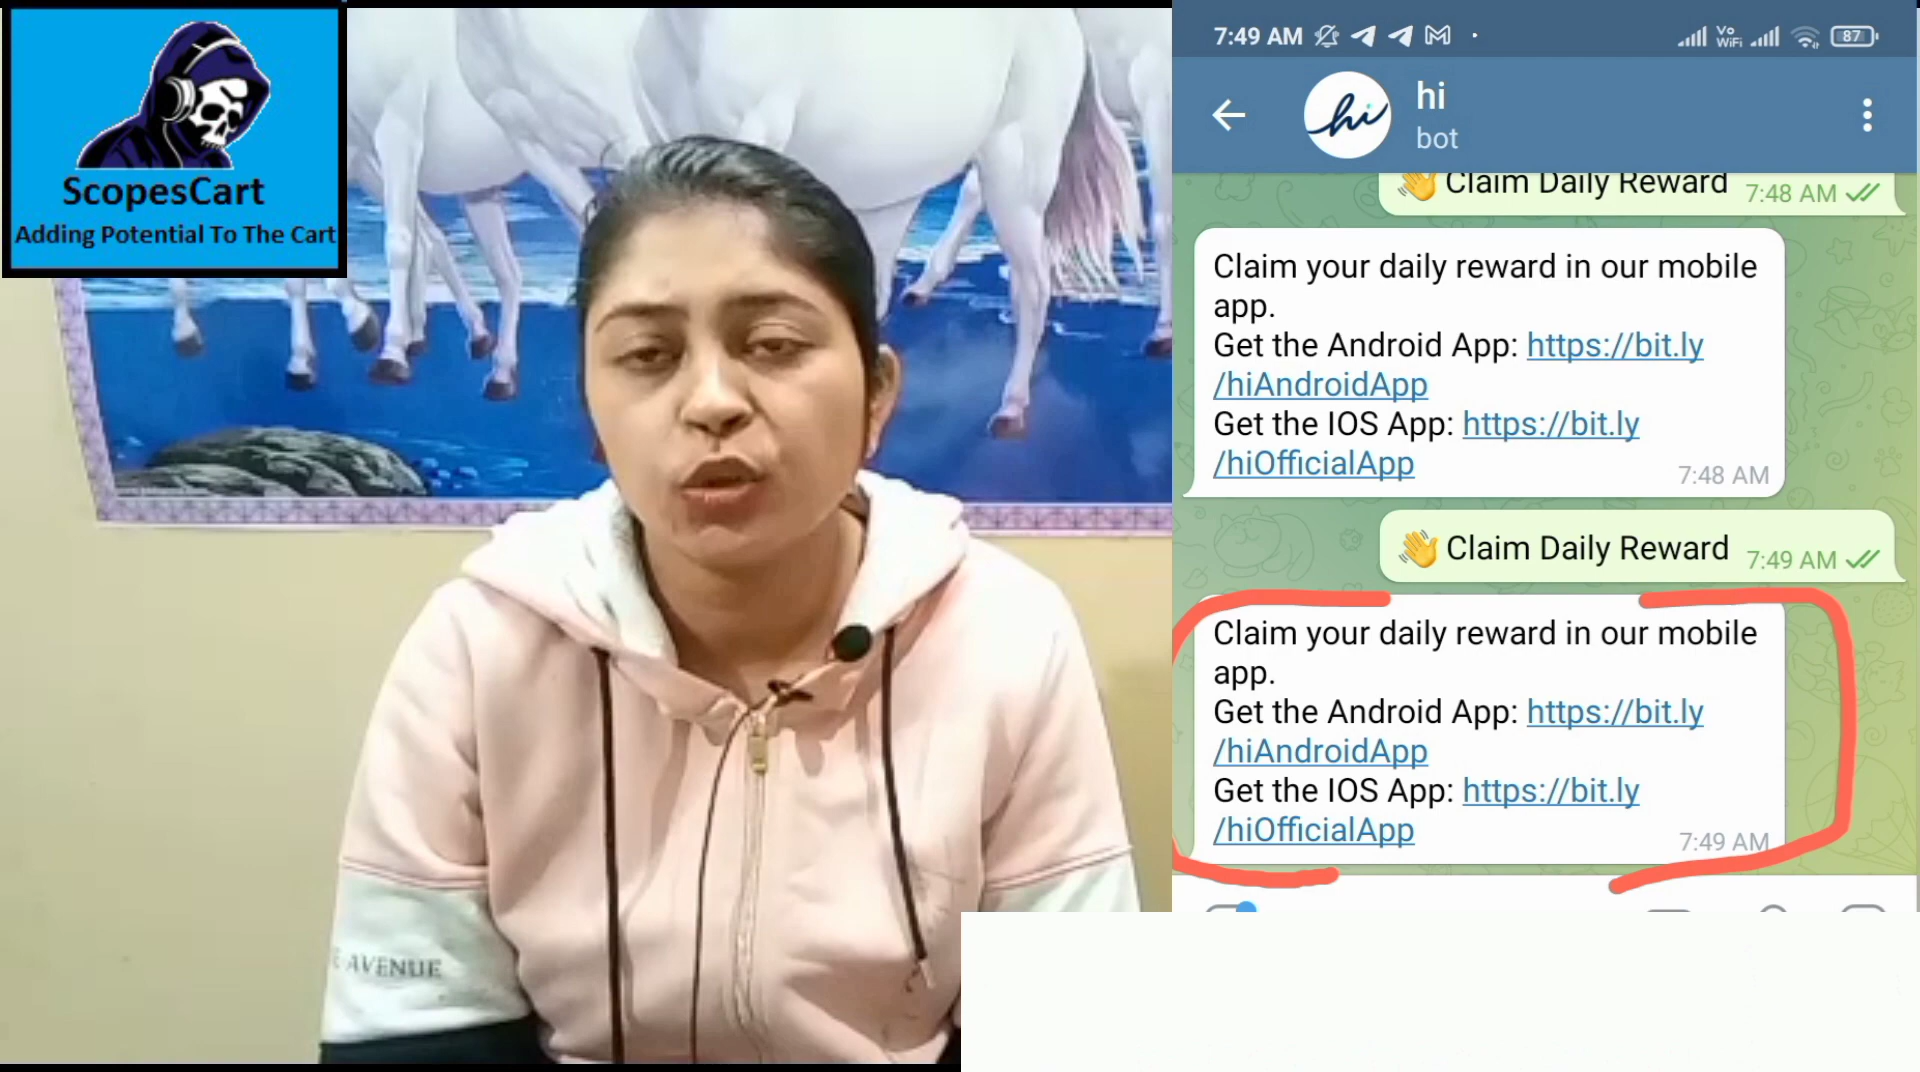 ScopesCart
Adding Potential To The Cart
AVENUE
7:49 AM
Vo
WiFi
87
hi
hi
bot
👋 Claim Daily Reward 7:48 AM
Claim your daily reward in our mobile
app.
Get the Android App: https://bit.ly
/hiAndroidApp
Get the IOS App: https://bit.ly
/hiOfficialApp
7:48 AM
👋 Claim Daily Reward 7:49 AM
Claim your daily reward in our mobile
app.
Get the Android App: https://bit.ly
/hiAndroidApp
Get the IOS App: https://bit.ly
/hiOfficialApp
7:49 AM